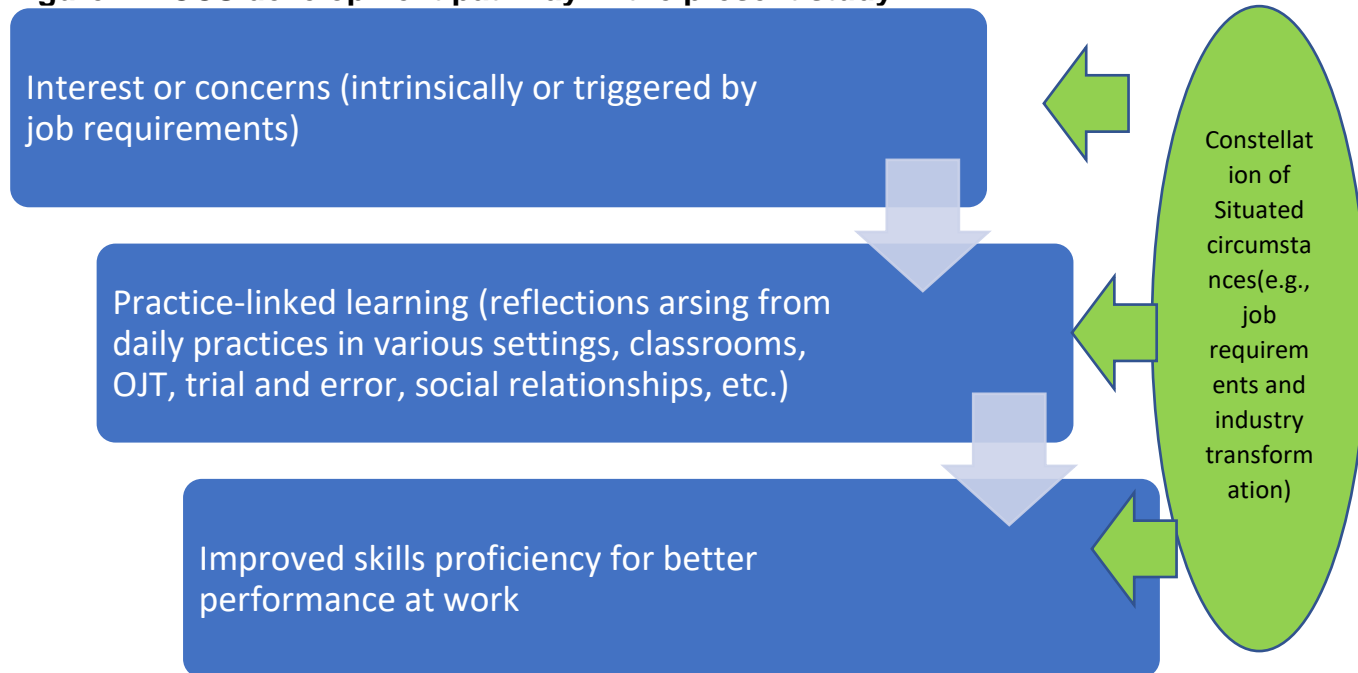 Interest or concerns (intrinsically or triggered by
job requirements)
Practice-linked learning (reflections arsing from
daily practices in various settings, classrooms,
OJT, trial and error, social relationships, etc.)
Improved skills proficiency for better
performance at work
Constellat
ion of
Situated
circumsta
nces(e.g.,
job
requirem
ents and
industry
transform
ation)